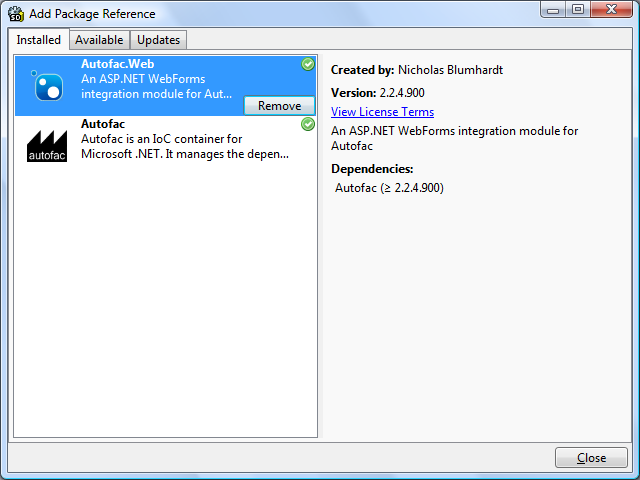 Add Package Reference
Installed
Available
Updates
Autofac.Web
An ASP.NET WebForms
integration module for Aut...
Remove
autofac
Autofac
Autofac is an IoC container for
Microsoft .NET. It manages the depen...
Created by: Nicholas Blumhardt
Version: 2.2.4.900
View License Terms
An ASP.NET WebForms integration module for
Autofac
Dependencies:
Autofac (≥ 2.2.4.900)
Close